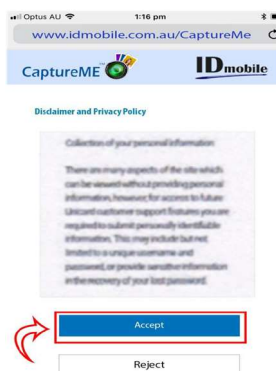 Optus AU 1:16 pm
www.idmobile.com.au/CaptureMe
CaptureME IDmobile
Disclaimer and Privacy Policy
Collection of your personal information
There are many aspects of the site which
can be viewed without providing personal
information, however, for access to future
Unicard customer support features you are
required to submit personally identifiable
information. This may include but not
limited to a unique username and
password, or provide sensitive information
in the recovery of your lost password.
Accept
Reject